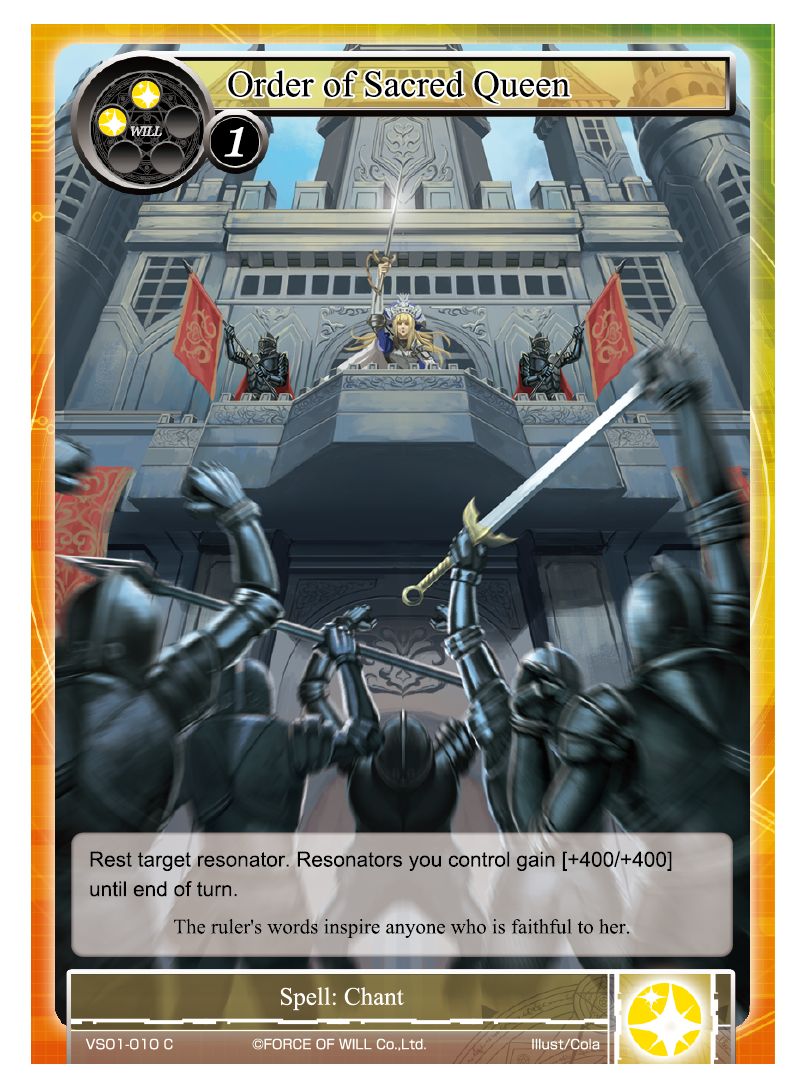 Order of Sacred Queen
WILL
1
Rest target resonator. Resonators you control gain [+400/+400]
until end of turn.
The ruler's words inspire anyone who is faithful to her.
Spell: Chant
VS01-010 C ©FORCE OF WILL Co.,Ltd. Illust/Cola